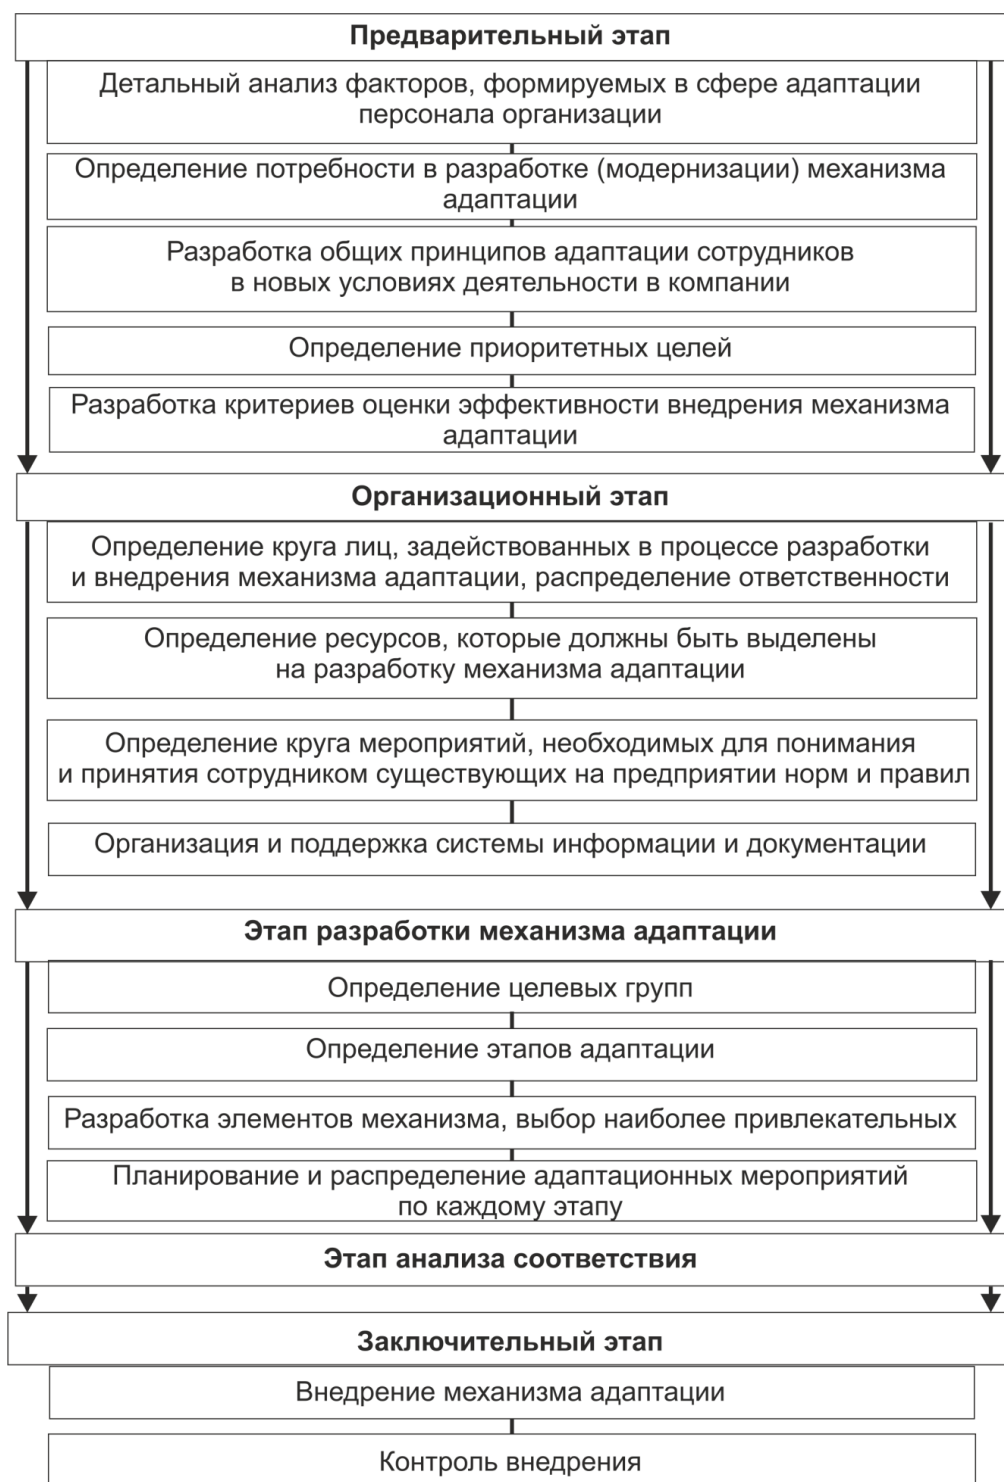 Предварительный этап
Детальный анализ факторов, формируемых в сфере адаптации
персонала организации
Определение потребности в разработке (модернизации) механизма
адаптации
Разработка общих принципов адаптации сотрудников
в новых условиях деятельности в компании
Определение приоритетных целей
Разработка критериев оценки эффективности внедрения механизма
адаптации
Организационный этап
Определение круга лиц, задействованных в процессе разработки
и внедрения механизма адаптации, распределение ответственности
Определение ресурсов, которые должны быть выделены
на разработку механизма адаптации
Определение круга мероприятий, необходимых для понимания
и принятия сотрудником существующих на предприятии норм и правил
Организация и поддержка системы информации и документации
Этап разработки механизма адаптации
Определение целевых групп
Определение этапов адаптации
Разработка элементов механизма, выбор наиболее привлекательных
Планирование и распределение адаптационных мероприятий
по каждому этапу
Этап анализа соответствия
Заключительный этап
Внедрение механизма адаптации
Контроль внедрения